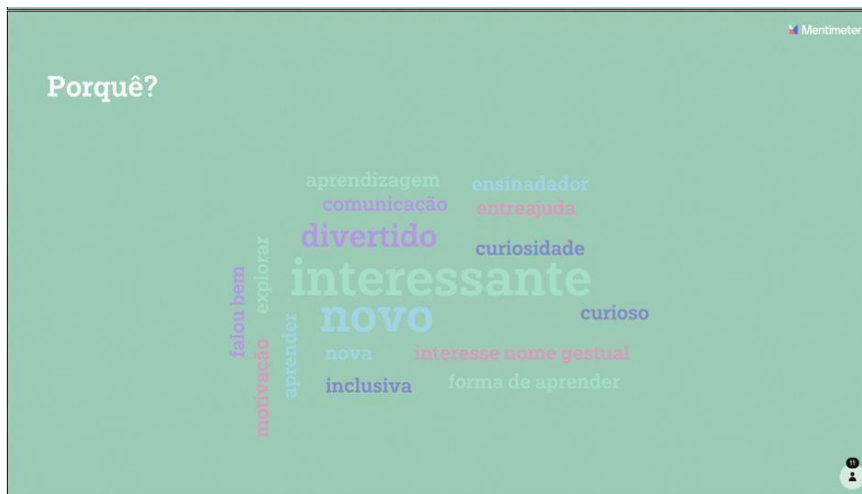 Mentimeter
Porquê?
aprendizagem
ensinadador
comunicação
entreajuda
divertido
curiosidade
explorar
interessante
falou bem
novo
curioso
aprender
nova
interesse nome gestual
motivação
inclusiva
forma de aprender
11